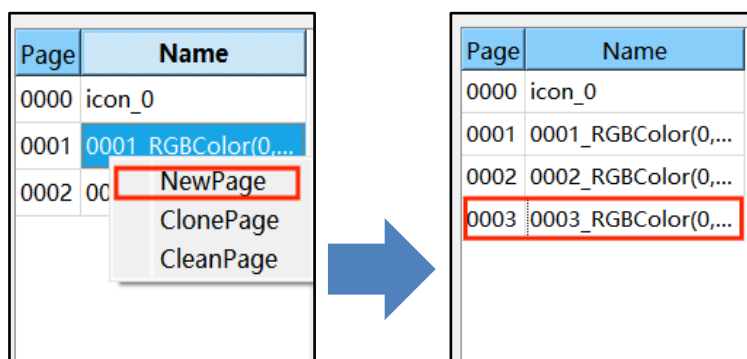 Page Name
0000 icon_0
0001 0001_RGBColor(0,...
0002 00
NewPage
ClonePage
CleanPage
Page Name
0000 icon_0
0001 0001_RGBColor(0,...
0002 0002_RGBColor(0,...
0003 0003_RGBColor(0,...